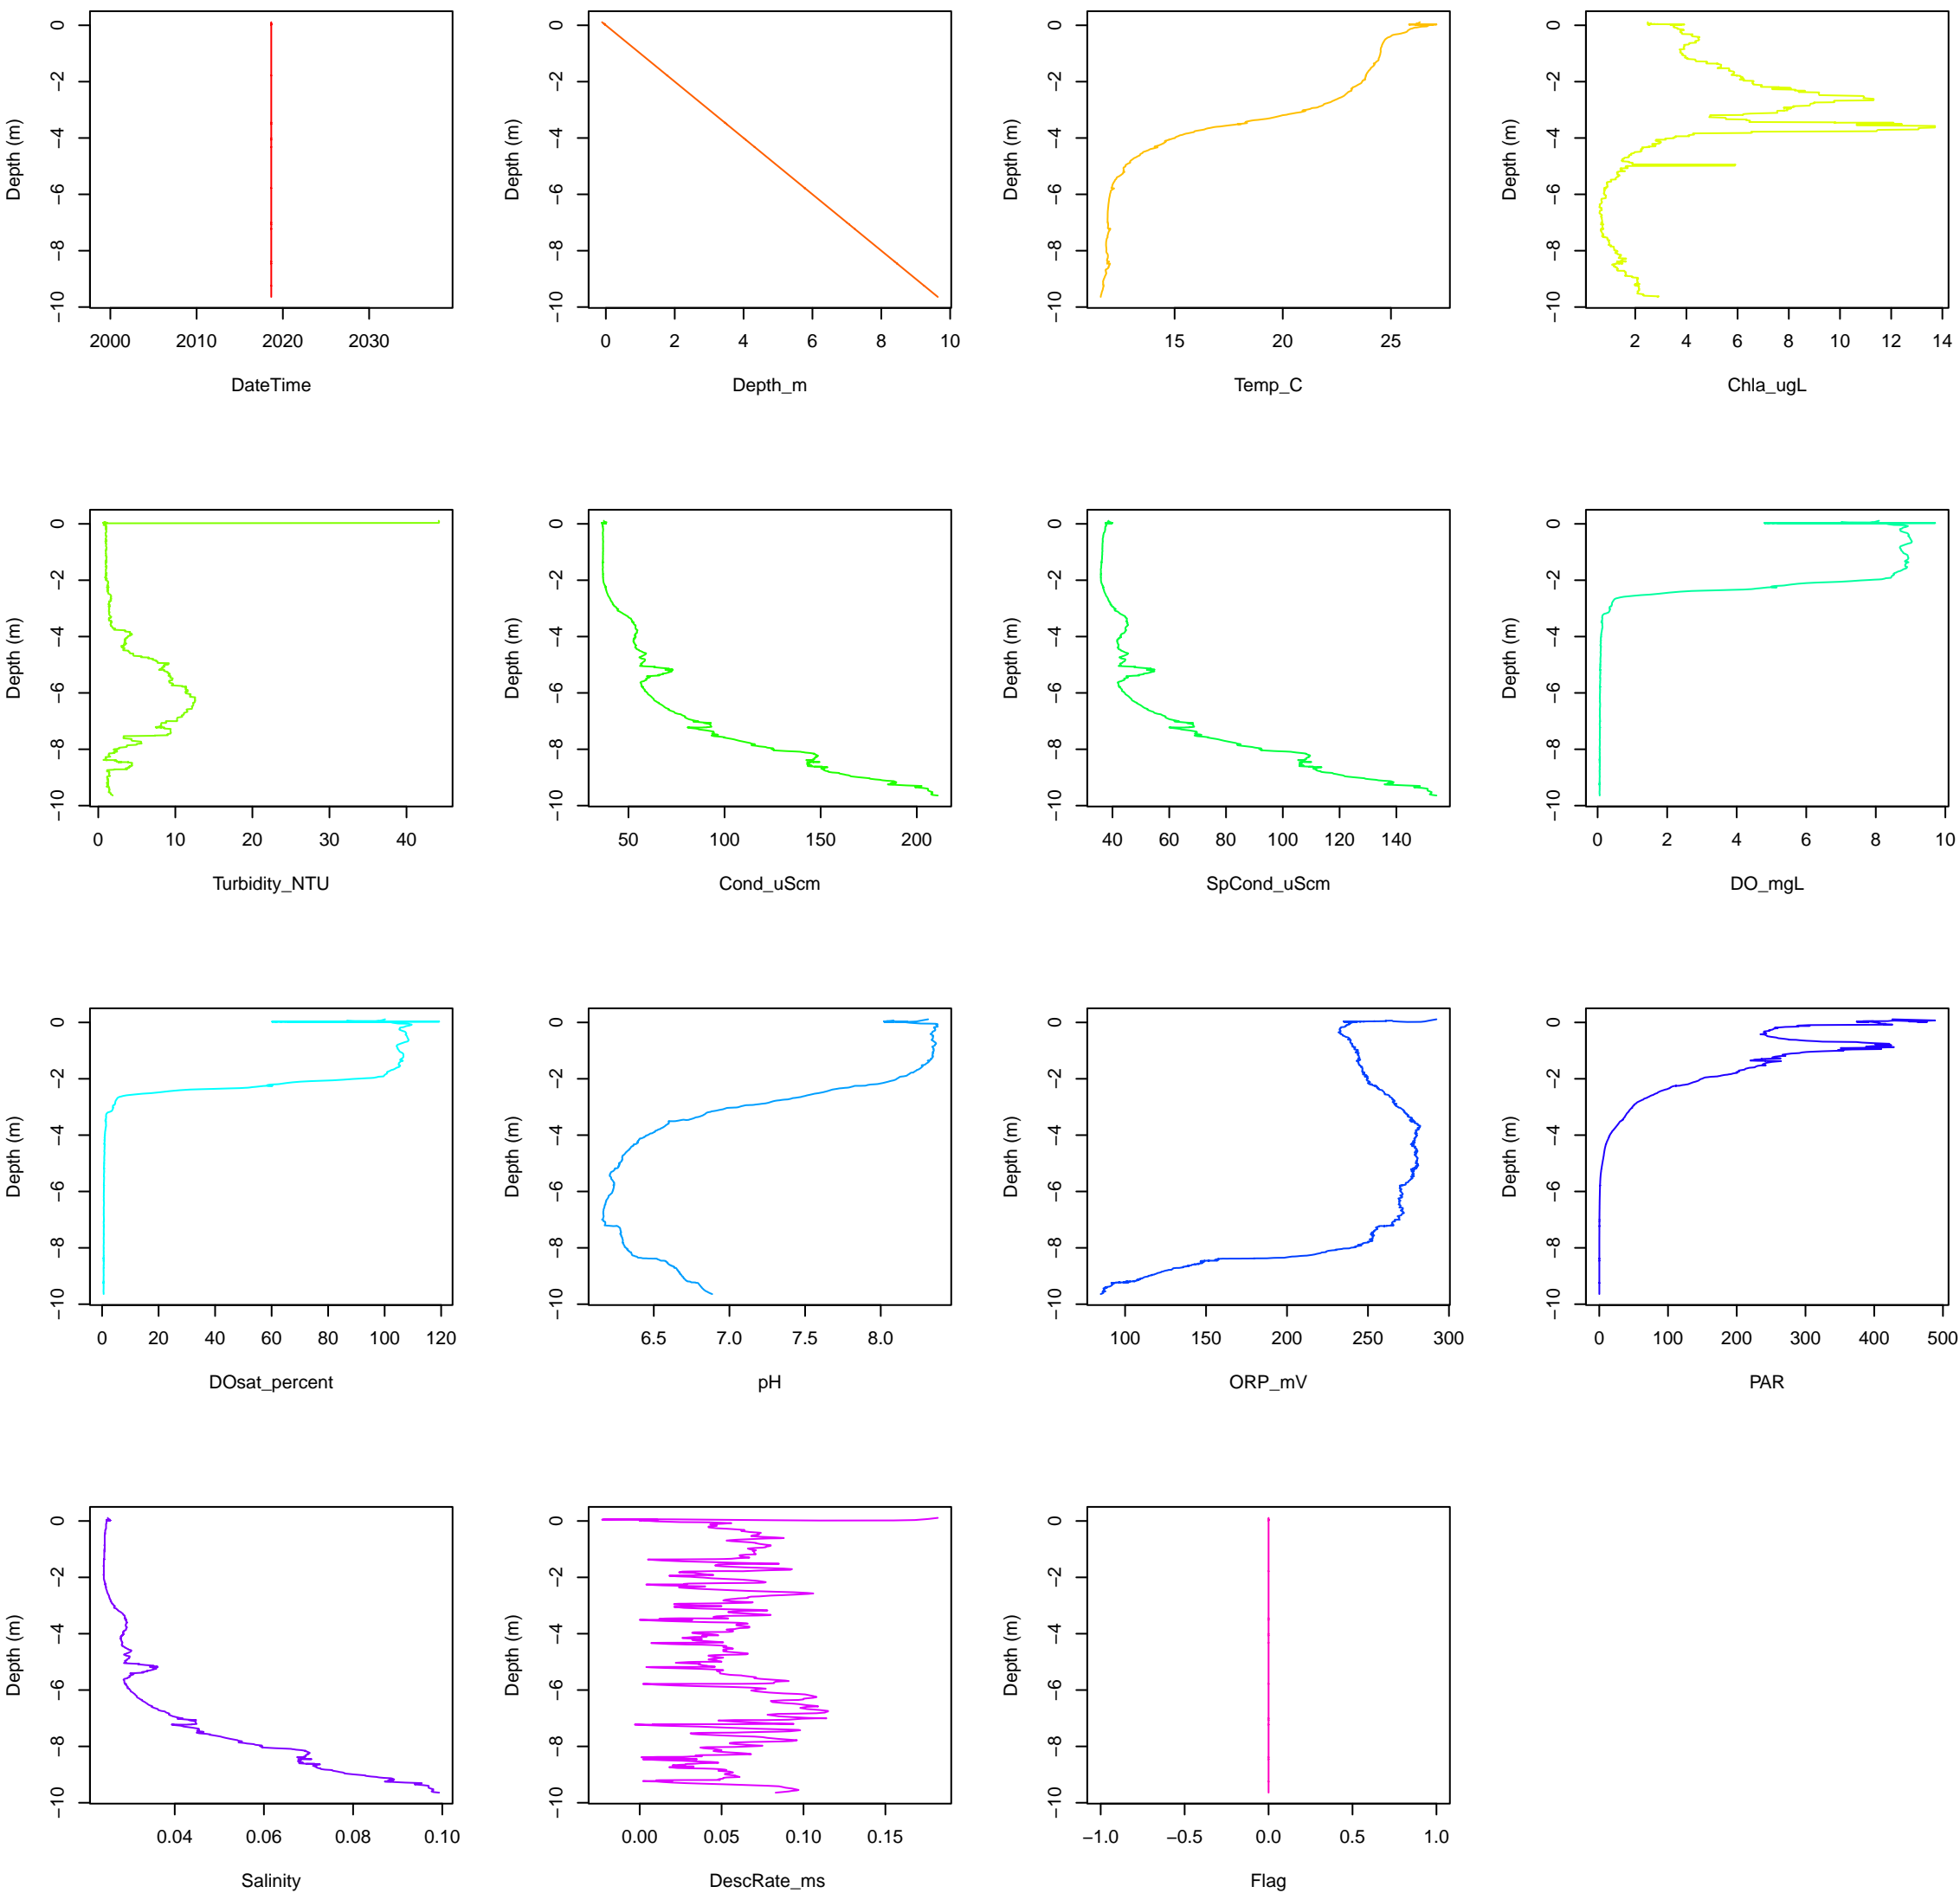 Depth (m)
0
−2
−4
−6
−8
−10
2000 2010 2020 2030
DateTime
Depth (m)
0
−2
−4
−6
−8
−10
0 2 4 6 8 10
Depth_m
Depth (m)
0
−2
−4
−6
−8
−10
15 20 25
Temp_C
Depth (m)
0
−2
−4
−6
−8
−10
2 4 6 8 10 12 14
Chla_ugL
Depth (m)
0
−2
−4
−6
−8
−10
0 10 20 30 40
Turbidity_NTU
Depth (m)
0
−2
−4
−6
−8
−10
50 100 150 200
Cond_uScm
Depth (m)
0
−2
−4
−6
−8
−10
40 60 80 100 120 140
SpCond_uScm
Depth (m)
0
−2
−4
−6
−8
−10
0 2 4 6 8 10
DO_mgL
Depth (m)
0
−2
−4
−6
−8
−10
0 20 40 60 80 100 120
DOsat_percent
Depth (m)
0
−2
−4
−6
−8
−10
6.5 7.0 7.5 8.0
pH
Depth (m)
0
−2
−4
−6
−8
−10
100 150 200 250 300
ORP_mV
Depth (m)
0
−2
−4
−6
−8
−10
0 100 200 300 400 500
PAR
Depth (m)
0
−2
−4
−6
−8
−10
0.04 0.06 0.08 0.10
Salinity
Depth (m)
0
−2
−4
−6
−8
−10
0.00 0.05 0.10 0.15
DescRate_ms
Depth (m)
0
−2
−4
−6
−8
−10
−1.0 −0.5 0.0 0.5 1.0
Flag